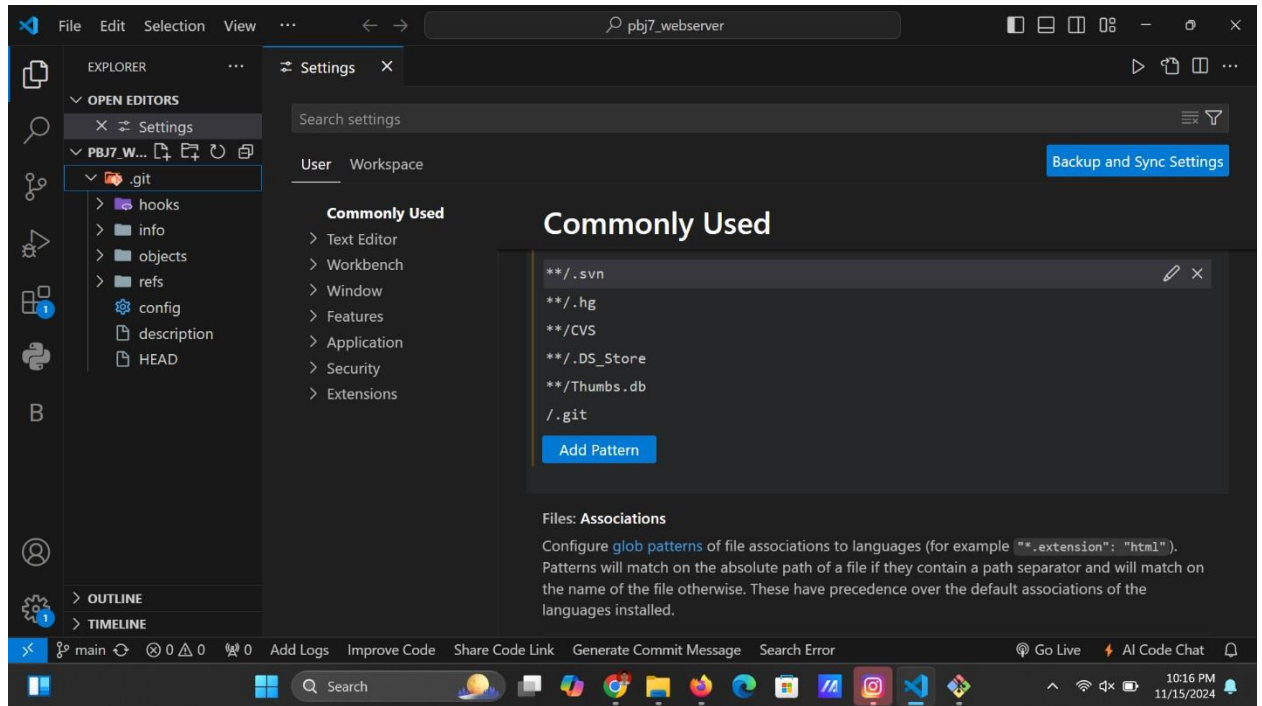 File Edit Selection View ··· pbj7_webserver
EXPLORER ···
Settings
OPEN EDITORS
Settings
PBJ7_W...
.git
hooks
info
objects
refs
config
description
HEAD
OUTLINE
TIMELINE
Search settings
User Workspace
Backup and Sync Settings
Commonly Used
Text Editor
Workbench
Window
Features
Application
Security
Extensions
Commonly Used
**/.svn
**/.hg
**/CVS
**/.DS_Store
**/Thumbs.db
/.git
Add Pattern
Files: Associations
Configure glob patterns of file associations to languages (for example "*.extension": "html").
Patterns will match on the absolute path of a file if they contain a path separator and will match on
the name of the file otherwise. These have precedence over the default associations of the
languages installed.
B
1
1
main 0 0 0 Add Logs Improve Code Share Code Link Generate Commit Message Search Error Go Live AI Code Chat
Search
10:16 PM
11/15/2024